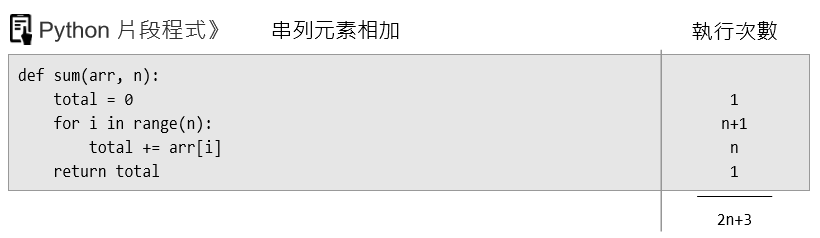 Python 片段程式》 串列元素相加 執行次數
def sum(arr, n):
    total = 0 1
    for i in range(n): n+1
        total += arr[i] n
    return total 1
2n+3